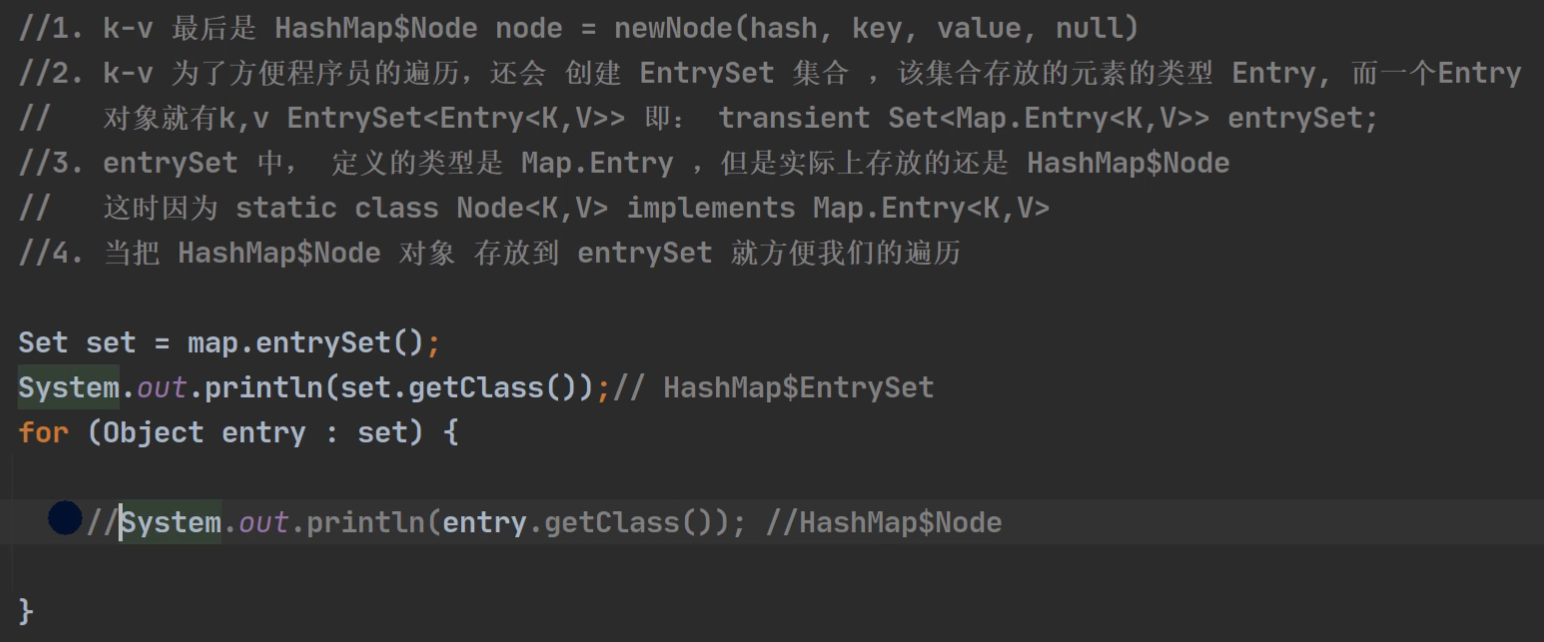 //1. k-v 最后是 HashMap$Node node = newNode(hash, key, value, null)
//2. k-v 为了方便程序员的遍历，还会 创建 EntrySet 集合 ，该集合存放的元素的类型 Entry, 而一个Entry
//   对象就有k,v EntrySet<Entry<K,V>> 即： transient Set<Map.Entry<K,V>> entrySet;
//3. entrySet 中， 定义的类型是 Map.Entry ，但是实际上存放的还是 HashMap$Node
//   这时因为 static class Node<K,V> implements Map.Entry<K,V>
//4. 当把 HashMap$Node 对象 存放到 entrySet 就方便我们的遍历
Set set = map.entrySet();
System.out.println(set.getClass());// HashMap$EntrySet
for (Object entry : set) {
//System.out.println(entry.getClass()); //HashMap$Node
}